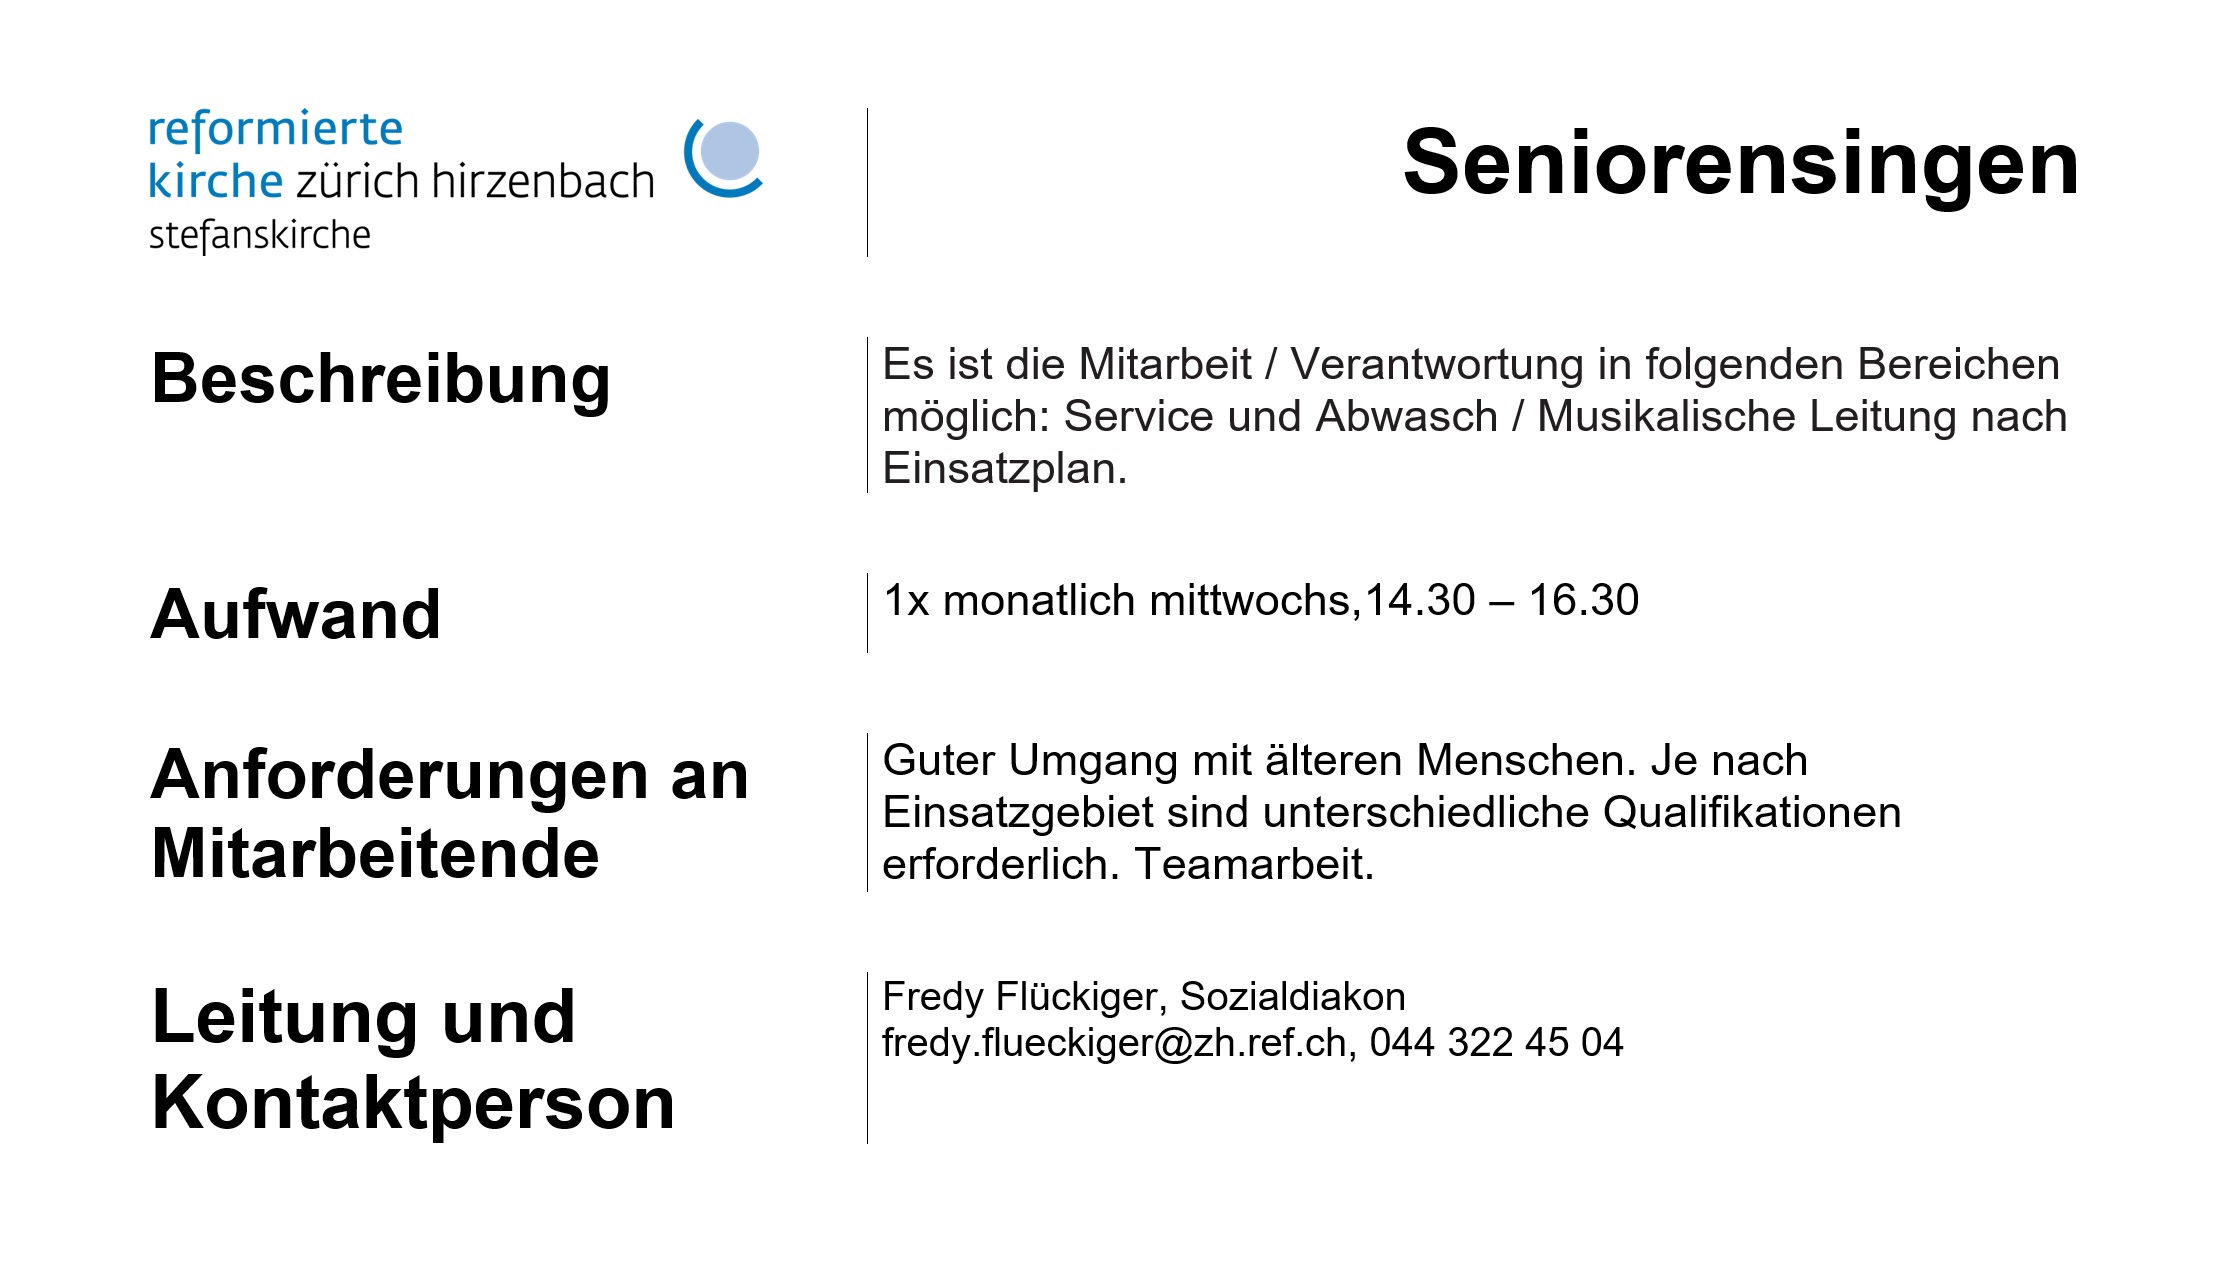 reformierte
kirche zürich hirzenbach
stefanskirche
Seniorensingen
Beschreibung
Es ist die Mitarbeit / Verantwortung in folgenden Bereichen
möglich: Service und Abwasch / Musikalische Leitung nach
Einsatzplan.
Aufwand
1x monatlich mittwochs,14.30 – 16.30
Anforderungen an
Mitarbeitende
Guter Umgang mit älteren Menschen. Je nach
Einsatzgebiet sind unterschiedliche Qualifikationen
erforderlich. Teamarbeit.
Leitung und
Kontaktperson
Fredy Flückiger, Sozialdiakon
fredy.flueckiger@zh.ref.ch, 044 322 45 04